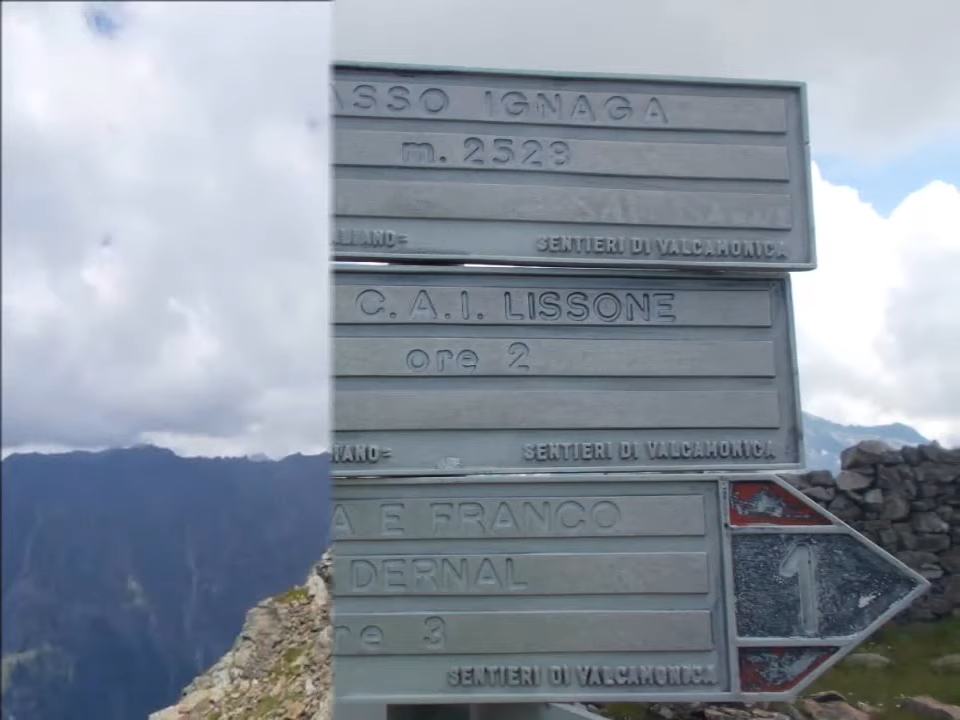 ASSO IGNAGA
m. 2529
SENTIERI DI VALCAMONICA
C.A.I. LISSONE
ore 2
SENTIERI DI VALCAMONICA
A E FRANCO
DERNAL
re 3
1
SENTIERI DI VALCAMONICA